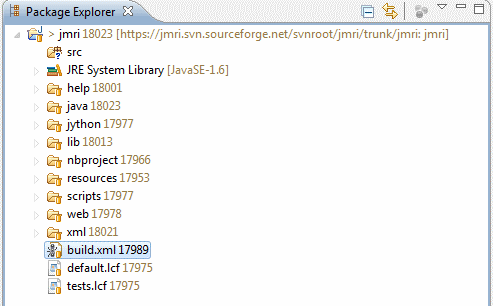 Package Explorer
> jmri 18023 [https://jmri.svn.sourceforge.net/svnroot/jmri/trunk/jmri: jmri]
src
JRE System Library [JavaSE-1.6]
help 18001
java 18023
jython 17977
lib 18013
nbproject 17966
resources 17953
scripts 17977
web 17978
xml 18021
build.xml 17989
default.lcf 17975
tests.lcf 17975